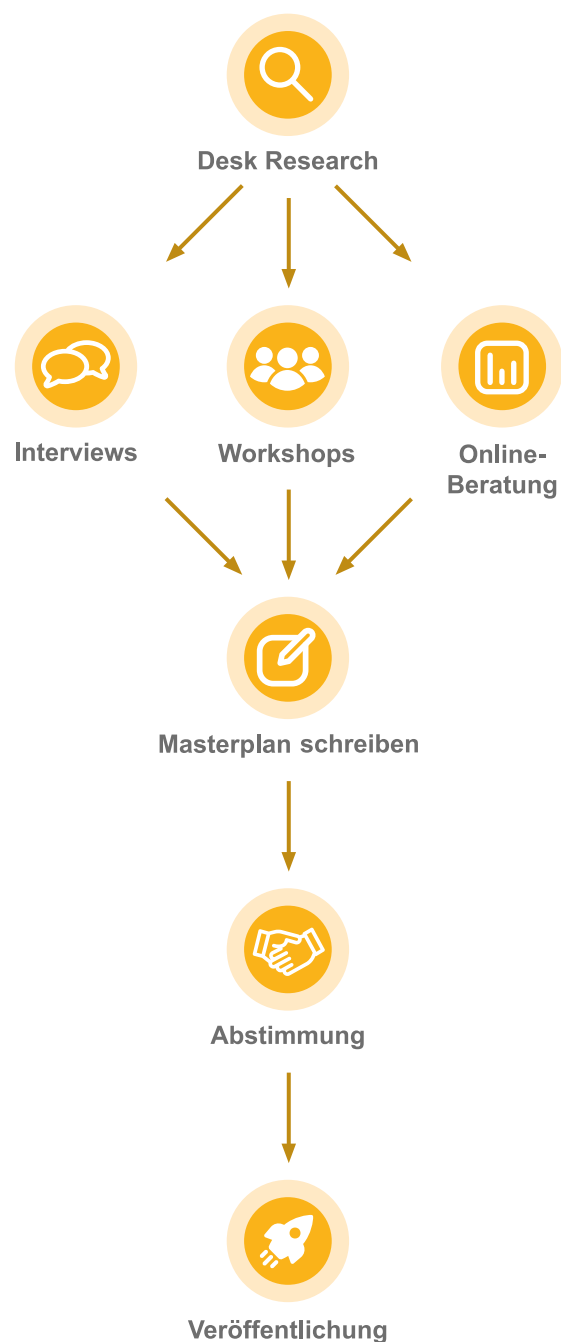 Desk Research
Interviews
Workshops
Online-
Beratung
Masterplan schreiben
Abstimmung
Veröffentlichung